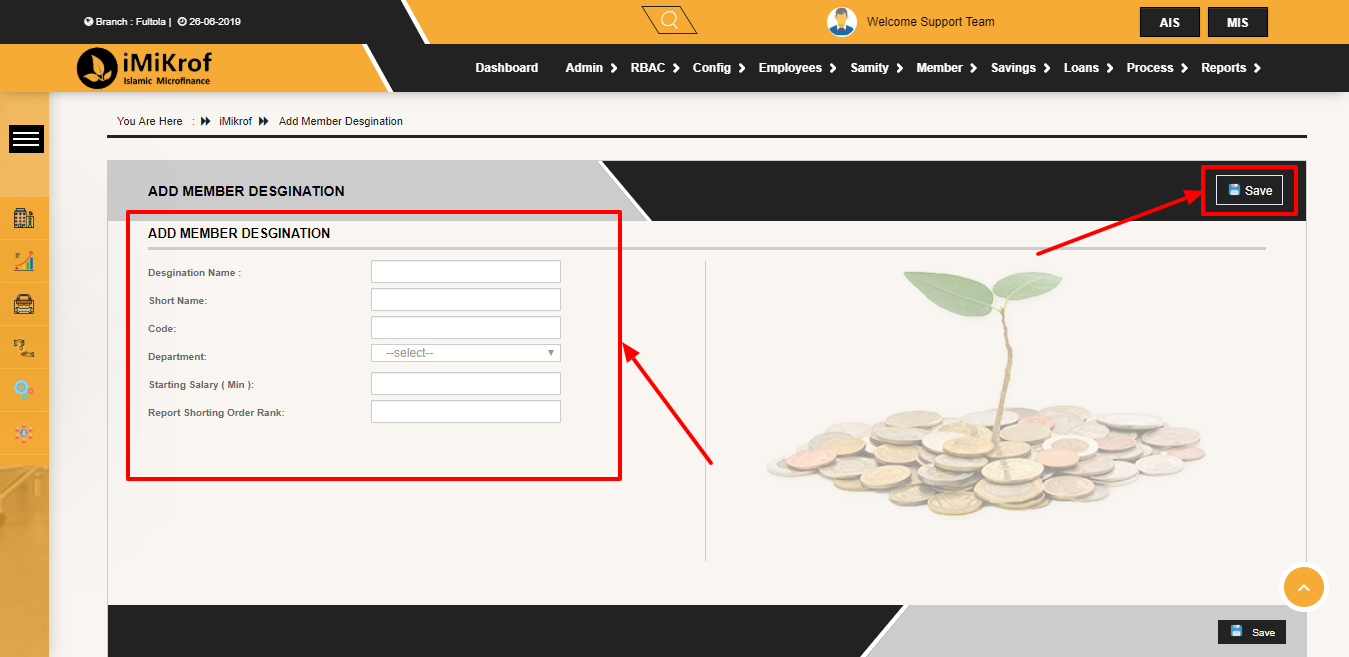 Branch : Fultola | 26-06-2019
Welcome Support Team
AIS MIS
iMiKrof
Islamic Microfinance
Dashboard Admin RBAC Config Employees Samity Member Savings Loans Process Reports
You Are Here : iMikrof Add Member Desgination
ADD MEMBER DESGINATION
Save
ADD MEMBER DESGINATION
Desgination Name :
Short Name:
Code:
Department: --select--
Starting Salary ( Min ):
Report Shorting Order Rank:
Save